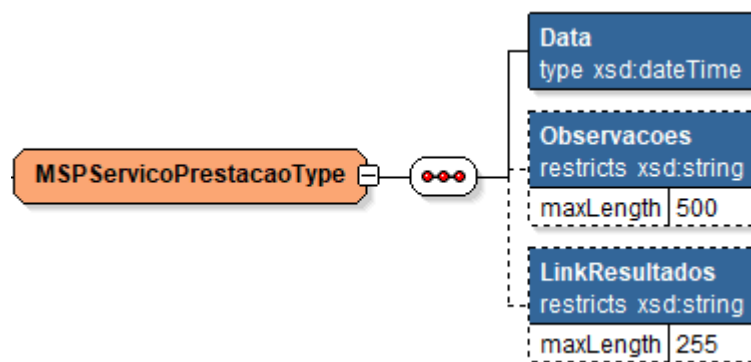 Data
type xsd:dateTime
MSPServicoPrestacaoType
Observacoes
restricts xsd:string
maxLength 500
LinkResultados
restricts xsd:string
maxLength 255